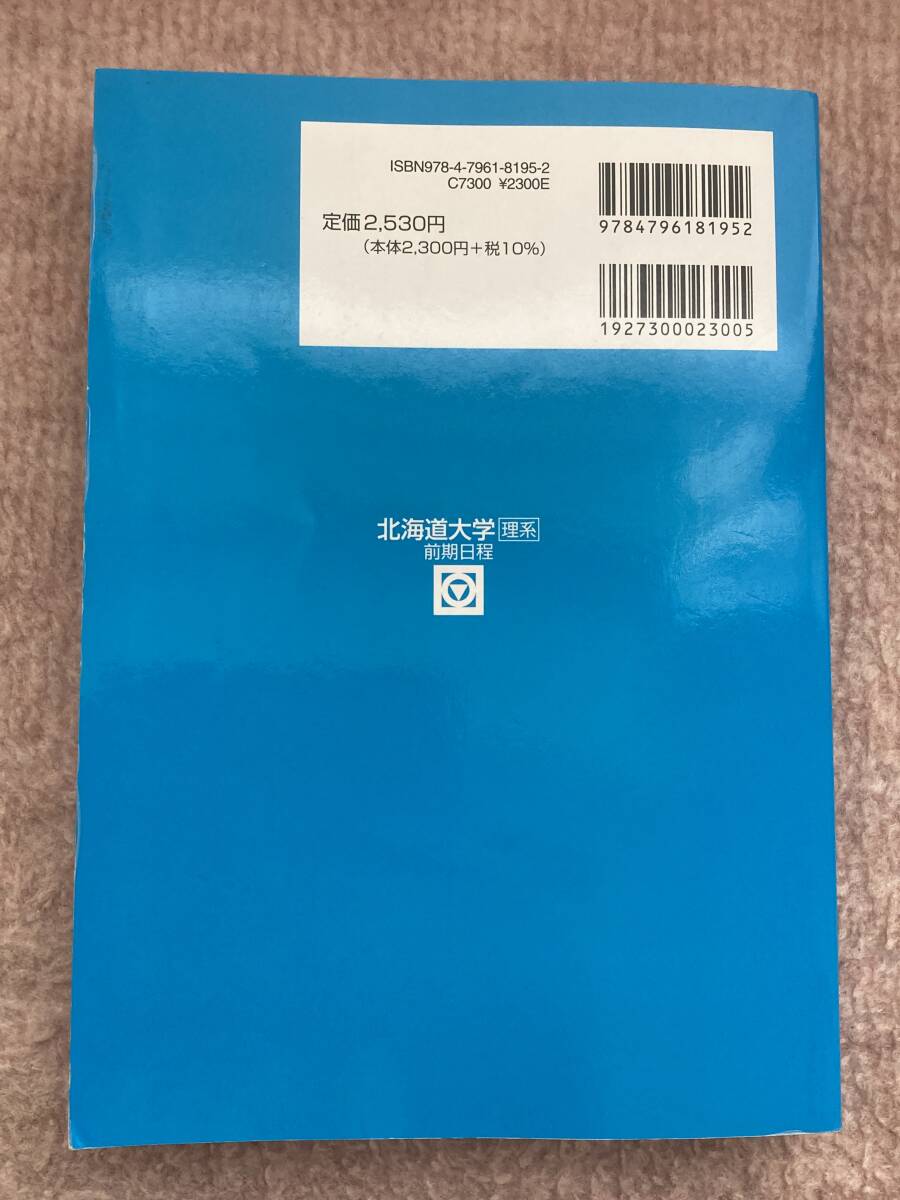 ISBN978-4-7961-8195-2
C7300 ¥2300E
定価2,530円
（本体2,300円＋税10%）
9784796181952
1927300023005
北海道大学 理系
前期日程